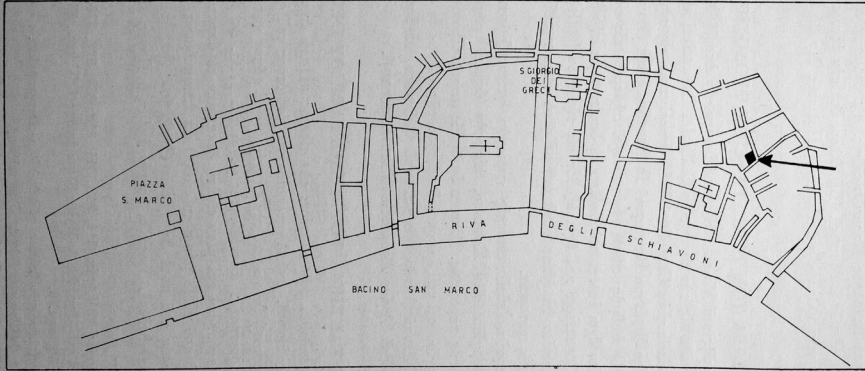 S.GIORGIO
DEI
GRECI
PIAZZA
S. MARCO
RIVA DEGLI SCHIAVONI
BACINO SAN MARCO